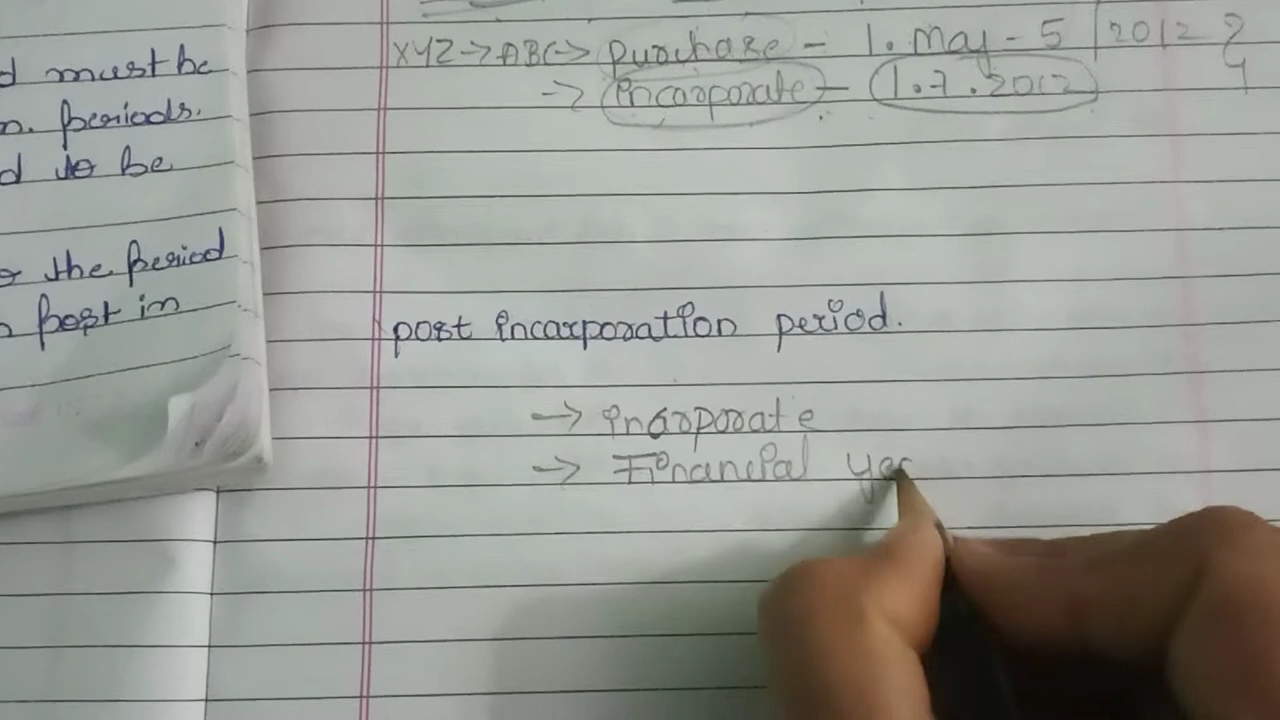 d must be
n. periods.
d to be
the period
post in
XYZ → ABC → purchase - 1. May - 5 | 2012
→ incorporate - 1.7.2012
post incorporation period.
→ incorporate
→ Financial yea